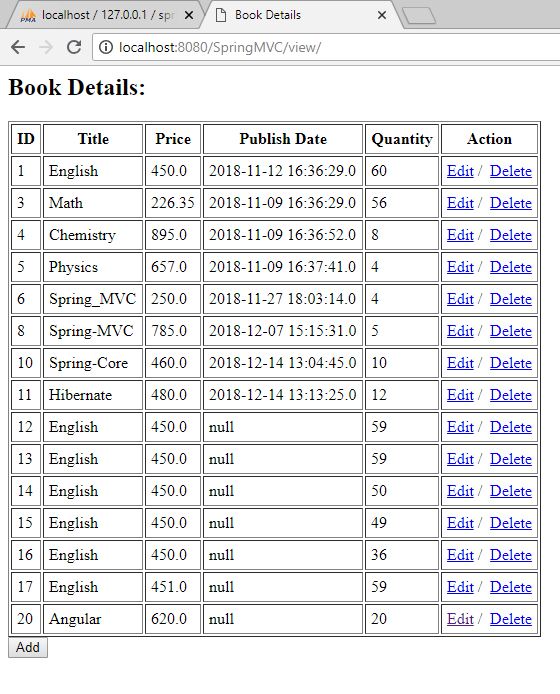 PMA localhost / 127.0.0.1 / spr
Book Details
localhost:8080/SpringMVC/view/
Book Details:
ID Title Price Publish Date Quantity Action
1 English 450.0 2018-11-12 16:36:29.0 60 Edit / Delete
3 Math 226.35 2018-11-09 16:36:29.0 56 Edit / Delete
4 Chemistry 895.0 2018-11-09 16:36:52.0 8 Edit / Delete
5 Physics 657.0 2018-11-09 16:37:41.0 4 Edit / Delete
6 Spring_MVC 250.0 2018-11-27 18:03:14.0 4 Edit / Delete
8 Spring-MVC 785.0 2018-12-07 15:15:31.0 5 Edit / Delete
10 Spring-Core 460.0 2018-12-14 13:04:45.0 10 Edit / Delete
11 Hibernate 480.0 2018-12-14 13:13:25.0 12 Edit / Delete
12 English 450.0 null 59 Edit / Delete
13 English 450.0 null 59 Edit / Delete
14 English 450.0 null 50 Edit / Delete
15 English 450.0 null 49 Edit / Delete
16 English 450.0 null 36 Edit / Delete
17 English 451.0 null 59 Edit / Delete
20 Angular 620.0 null 20 Edit / Delete
Add